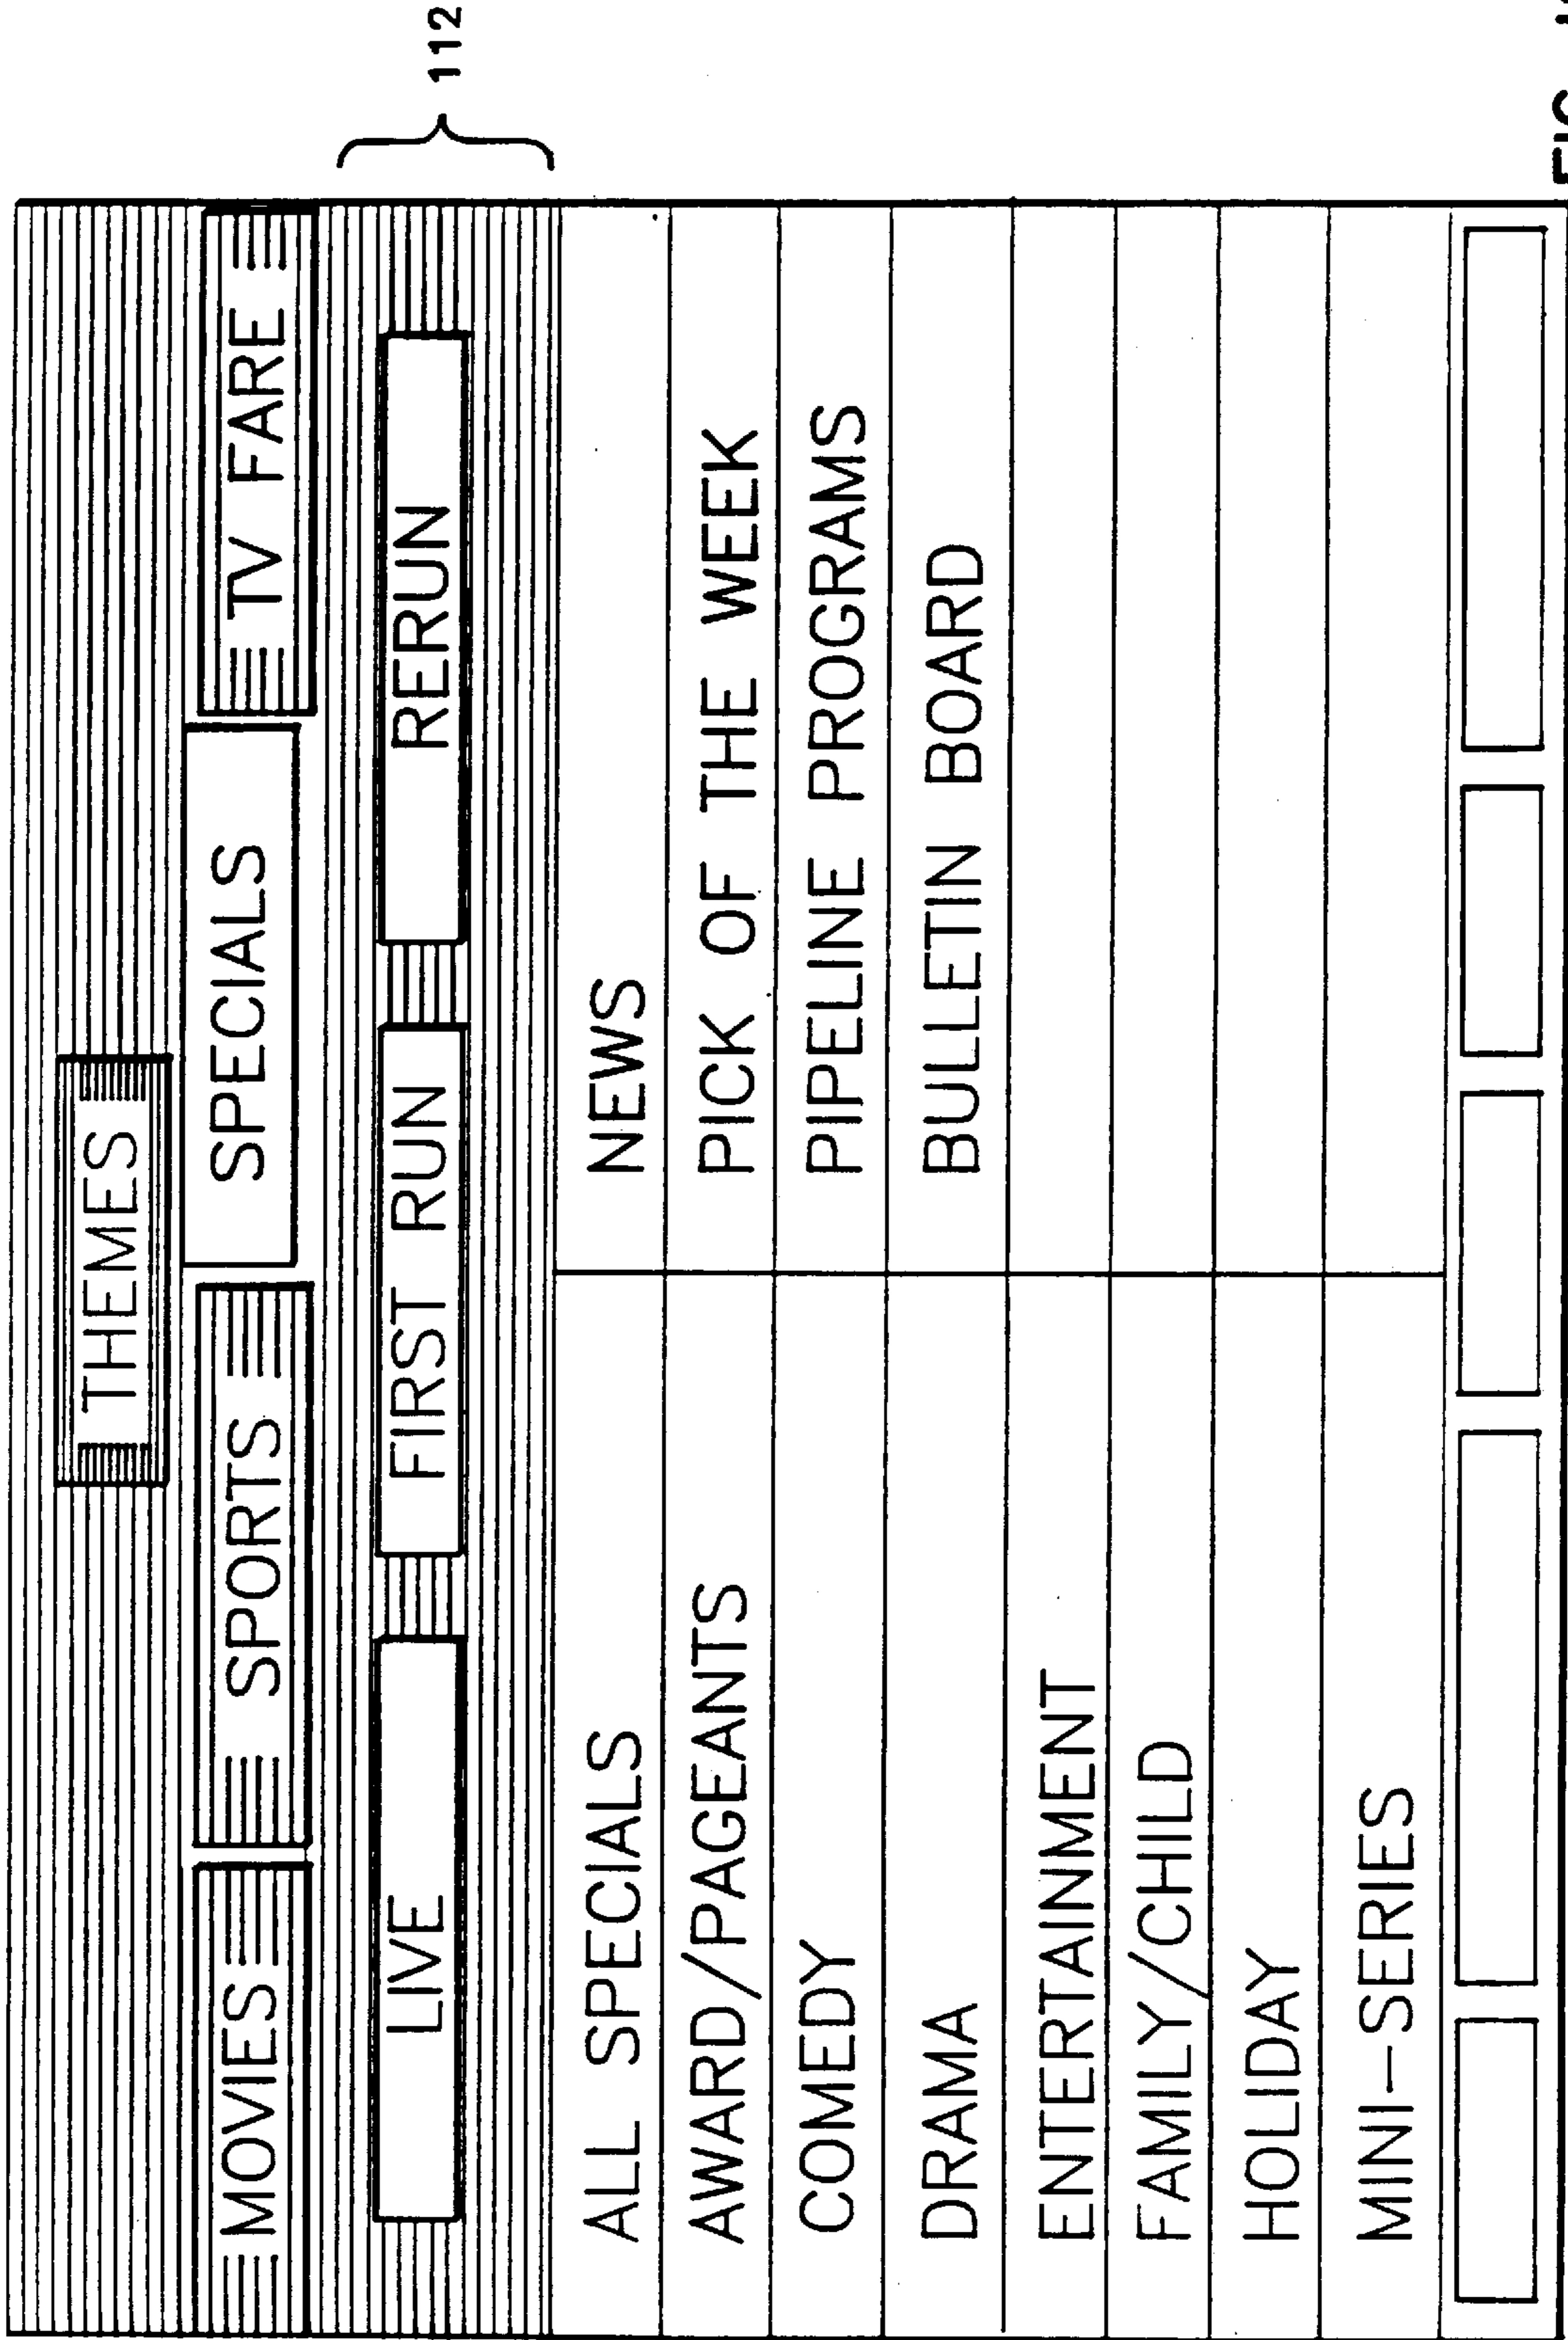 THEMES
MOVIES SPORTS SPECIALS TV FARE
LIVE FIRST RUN RERUN
112
ALL SPECIALS NEWS
AWARD/PAGEANTS PICK OF THE WEEK
COMEDY PIPELINE PROGRAMS
DRAMA BULLETIN BOARD
ENTERTAINMENT
FAMILY/CHILD
HOLIDAY
MINI-SERIES
FIG.